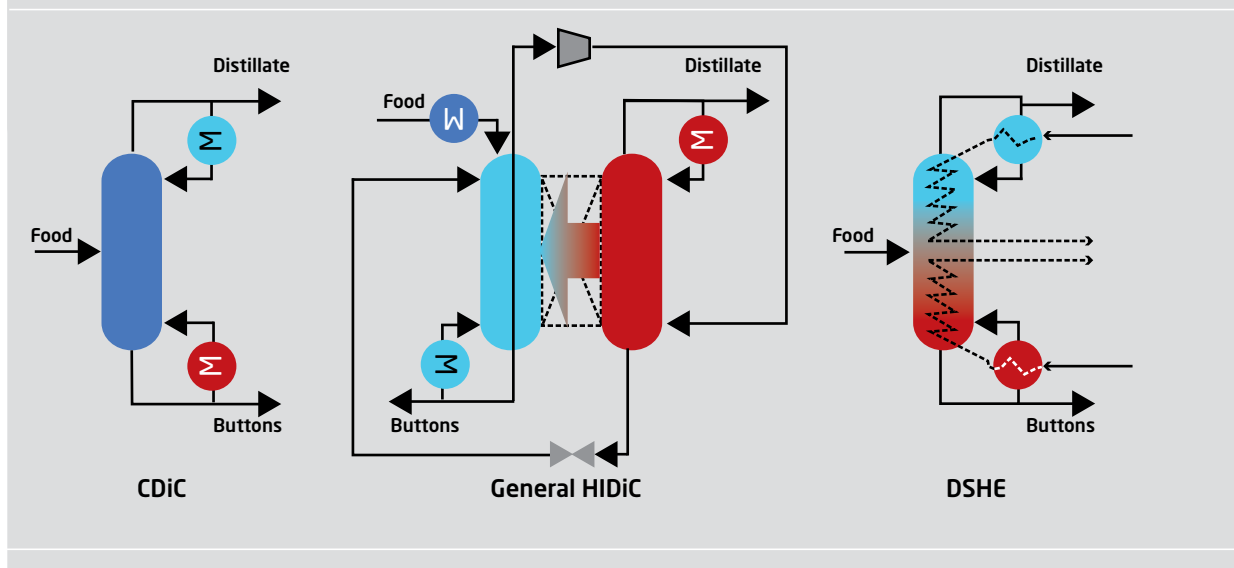 Distillate
Food
Buttons
CDiC
Distillate
Food
Buttons
General HIDiC
Distillate
Food
Buttons
DSHE